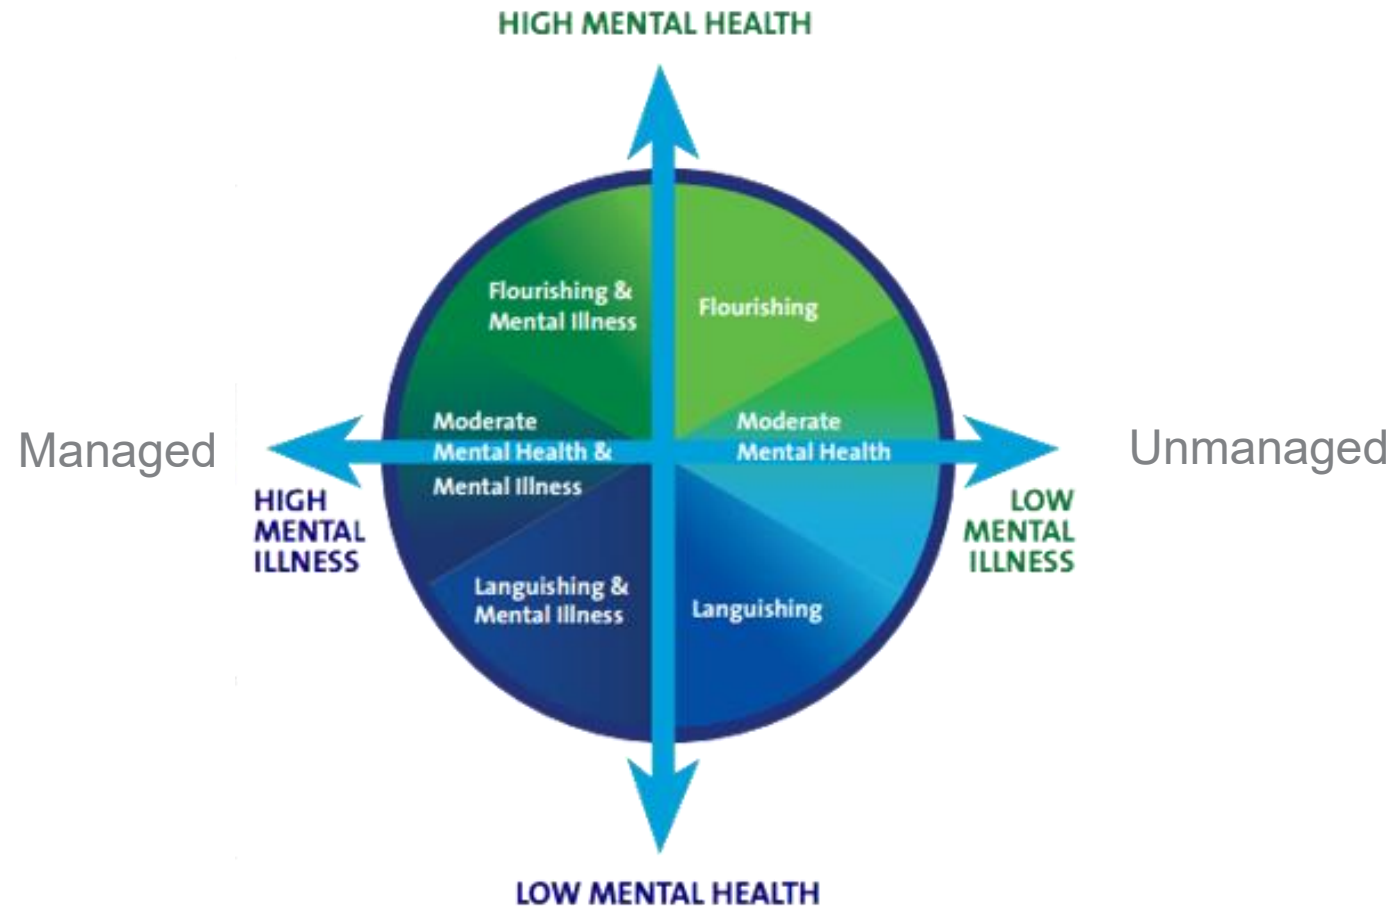 HIGH MENTAL HEALTH
Flourishing &
Mental Illness
Flourishing
Managed
Moderate
Mental Health &
Mental Illness
Moderate
Mental Health
Unmanaged
HIGH
MENTAL
ILLNESS
LOW
MENTAL
ILLNESS
Languishing &
Mental Illness
Languishing
LOW MENTAL HEALTH